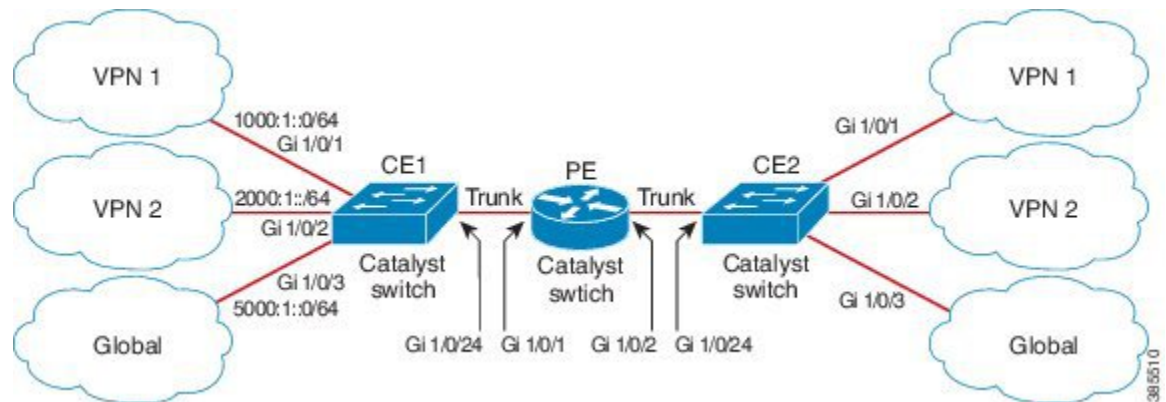 VPN 1
1000:1::0/64
Gi 1/0/1
VPN 2
2000:1::/64
Gi 1/0/2
Gi 1/0/3
5000:1::0/64
Global
CE1
Trunk
PE
Trunk
CE2
Catalyst
switch
Catalyst
swtich
Catalyst
switch
Gi 1/0/24
Gi 1/0/1
Gi 1/0/2
Gi 1/0/24
Gi 1/0/1
VPN 1
Gi 1/0/2
VPN 2
Gi 1/0/3
Global
385510